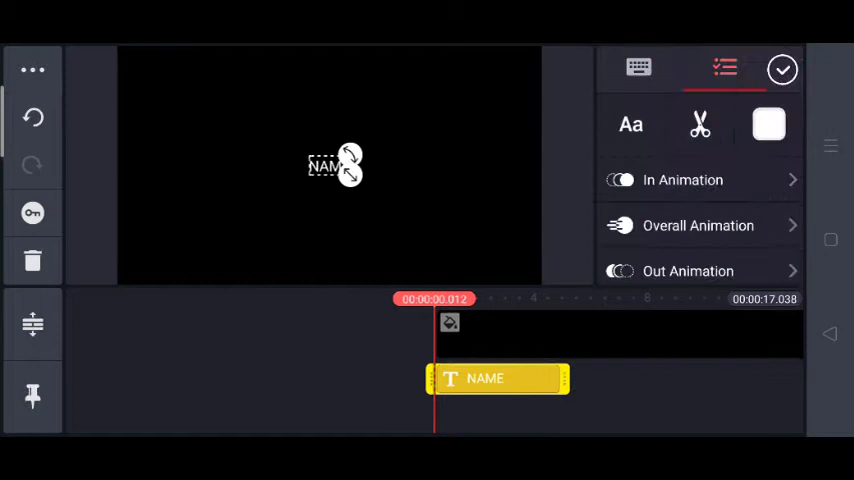 NAM
Aa
In Animation
Overall Animation
Out Animation
00:00:00.012
4
8
00:00:17.038
T NAME